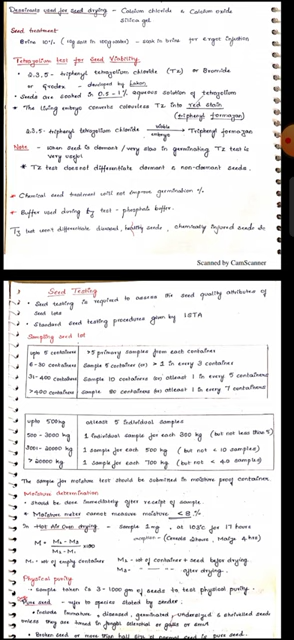 Desiccants used for seed drying - Calcium chloride & Calcium oxide
Silica gel
Seed treatment
Brine 10% (10g salt in 100g water) - soak in brine for ergot infection
Tetrazolium test for Seed Viability
• 2,3,5 - triphenyl tetrazolium chloride (Tz) or Bromide
or - developed by Lakon
• Seeds are soaked in 0.5 - 1% aqueous solution of tetrazolium
• The living embryo converts colourless Tz into red stain
(triphenyl formazan)
2,3,5 - triphenyl tetrazolium chloride viable embryo → Triphenyl formazan
Note - When seed is dormant / very slow in germinating Tz test is
very useful
* Tz test doesnot differentiate dormant & non-dormant seeds.
* Chemical seed treatment will not improve germination %
* Buffer used during tz test - phosphate buffer.
Tz test won't differentiate diseased, healthy seeds, chemically injured seeds
Scanned by CamScanner
Seed Testing
• Seed testing is required to assess the seed quality attributes of
seed lots
• Standard seed testing procedures given by ISTA
Sampling seed lot
upto 5 containers >5 primary samples from each container
6-30 containers Sample 5 container (or) > 1 in every 3 containers
31-400 containers Sample 10 containers (or) atleast 1 in every 5 containers
>400 containers Sample 80 containers (or) atleast 1 in every 7 containers
upto 500kg atleast 5 individual samples
500 - 3000 kg 1 individual sample for each 300 kg (but not less than 5)
3001 - 20000 kg 1 sample for each 500 kg (but not < 10 samples)
> 20000 kg 1 sample for each 700 kg (but not < 40 samples)
The sample for moisture test should be submitted in moisture proof container
Moisture determination
• Should be done immediately after receipt of sample.
* Moisture meter cannot measure moisture < 8%
In Hot Air Oven drying - sample at 103°c for 17 hours
M = M2 - M3 / M2 - M1 x 100
M1 - wt of empty container M2 - wt of container + seed before drying
M3 - after drying
Physical purity
• Sample taken is 3 - 1000 gm of seeds to test physical purity.
* Pure seed - refer to species stated by sender
• Include immature, diseased, germinated, undersized & shrivelled seeds
unless they are turned in fungal sclerotia or galls or smut
• Broken seed or more than half size of normal seed is pure seed.